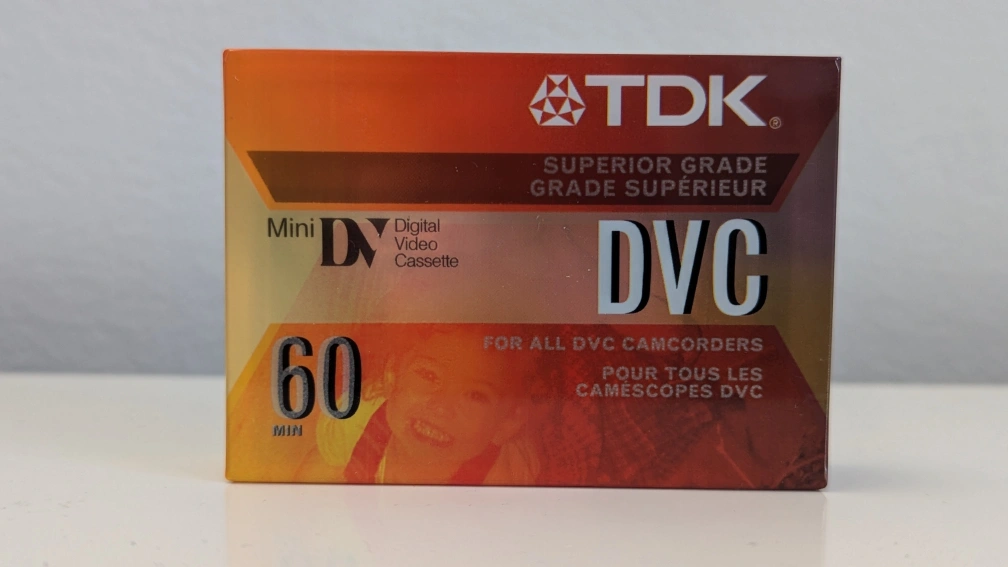 TDK®
SUPERIOR GRADE
GRADE SUPÉRIEUR
Mini DV Digital
Video
Cassette
DVC
FOR ALL DVC CAMCORDERS
POUR TOUS LES
CAMÉSCOPES DVC
60
MIN